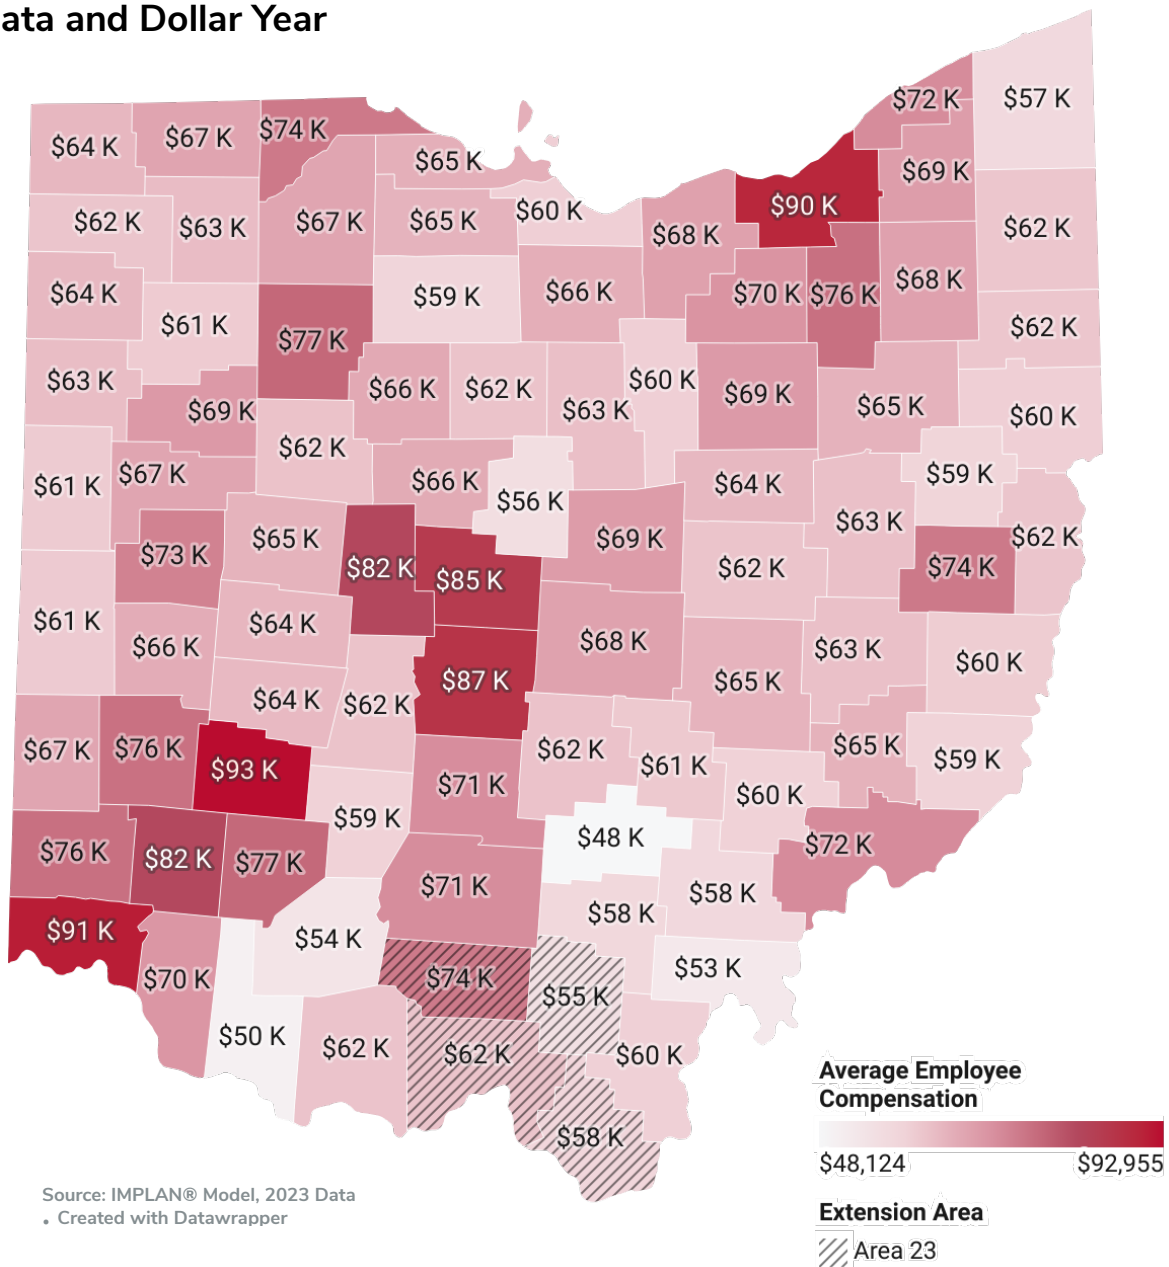 ata and Dollar Year
$72 K
$57 K
$64 K
$67 K
$74 K
$65 K
$69 K
$62 K
$63 K
$67 K
$65 K
$60 K
$68 K
$90 K
$62 K
$64 K
$61 K
$59 K
$66 K
$70 K
$76 K
$68 K
$77 K
$62 K
$63 K
$69 K
$66 K
$62 K
$63 K
$60 K
$69 K
$65 K
$60 K
$62 K
$61 K
$67 K
$66 K
$56 K
$64 K
$59 K
$73 K
$65 K
$82 K
$85 K
$69 K
$62 K
$63 K
$74 K
$62 K
$61 K
$66 K
$64 K
$68 K
$63 K
$60 K
$64 K
$62 K
$87 K
$65 K
$67 K
$76 K
$93 K
$62 K
$61 K
$65 K
$59 K
$59 K
$71 K
$60 K
$76 K
$82 K
$77 K
$48 K
$72 K
$71 K
$58 K
$58 K
$91 K
$54 K
$70 K
$74 K
$55 K
$53 K
$50 K
$62 K
$62 K
$60 K
$58 K
Average Employee
Compensation
$48,124 $92,955
Extension Area
Area 23
Source: IMPLAN® Model, 2023 Data
• Created with Datawrapper